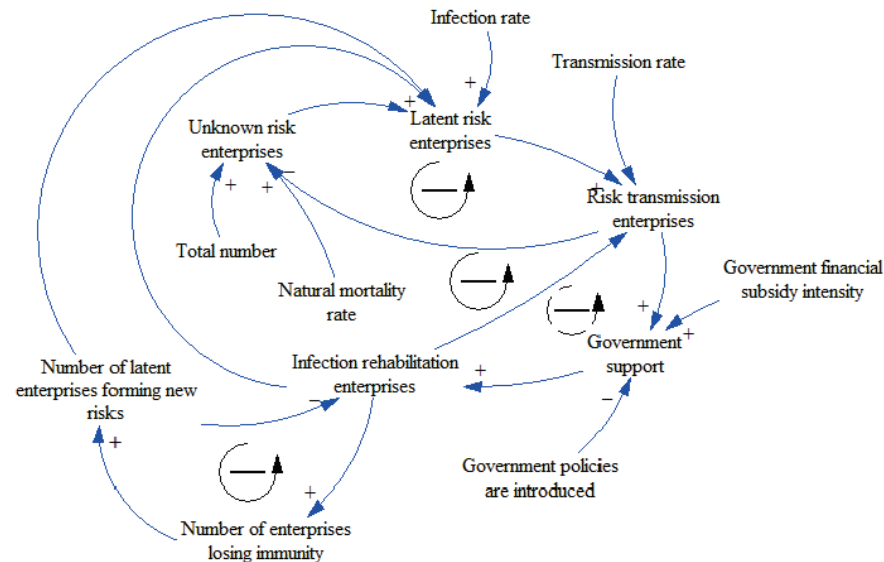 Infection rate
Transmission rate
+
+
Latent risk
enterprises
Unknown risk
enterprises
−
+
+
+
Risk transmission
enterprises
Total number
Natural mortality
rate
Government financial
subsidy intensity
+
+
Government
support
Number of latent
enterprises forming new
risks
Infection rehabilitation
enterprises
+
−
−
+
Government policies
are introduced
+
Number of enterprises
losing immunity